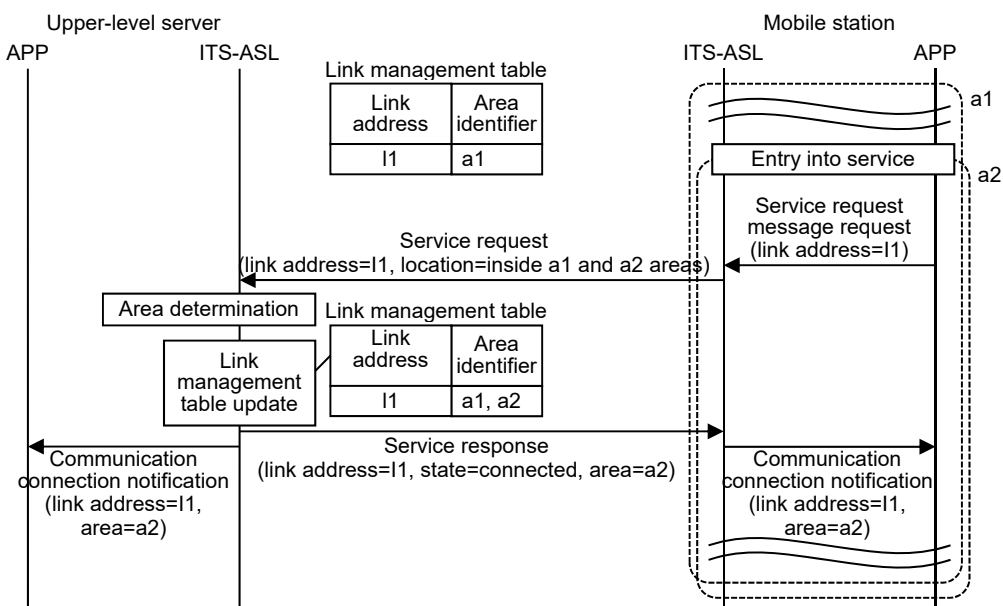 Upper-level server
Mobile station
APP
ITS-ASL
ITS-ASL
APP
Link management table
Link
address
Area
identifier
l1
a1
a1
Entry into service
a2
Service request
message request
(link address=l1)
Service request
(link address=l1, location=inside a1 and a2 areas)
Area determination
Link management table
Link
address
Area
identifier
l1
a1, a2
Link
management
table update
Service response
(link address=l1, state=connected, area=a2)
Communication
connection notification
(link address=l1,
area=a2)
Communication
connection notification
(link address=l1,
area=a2)